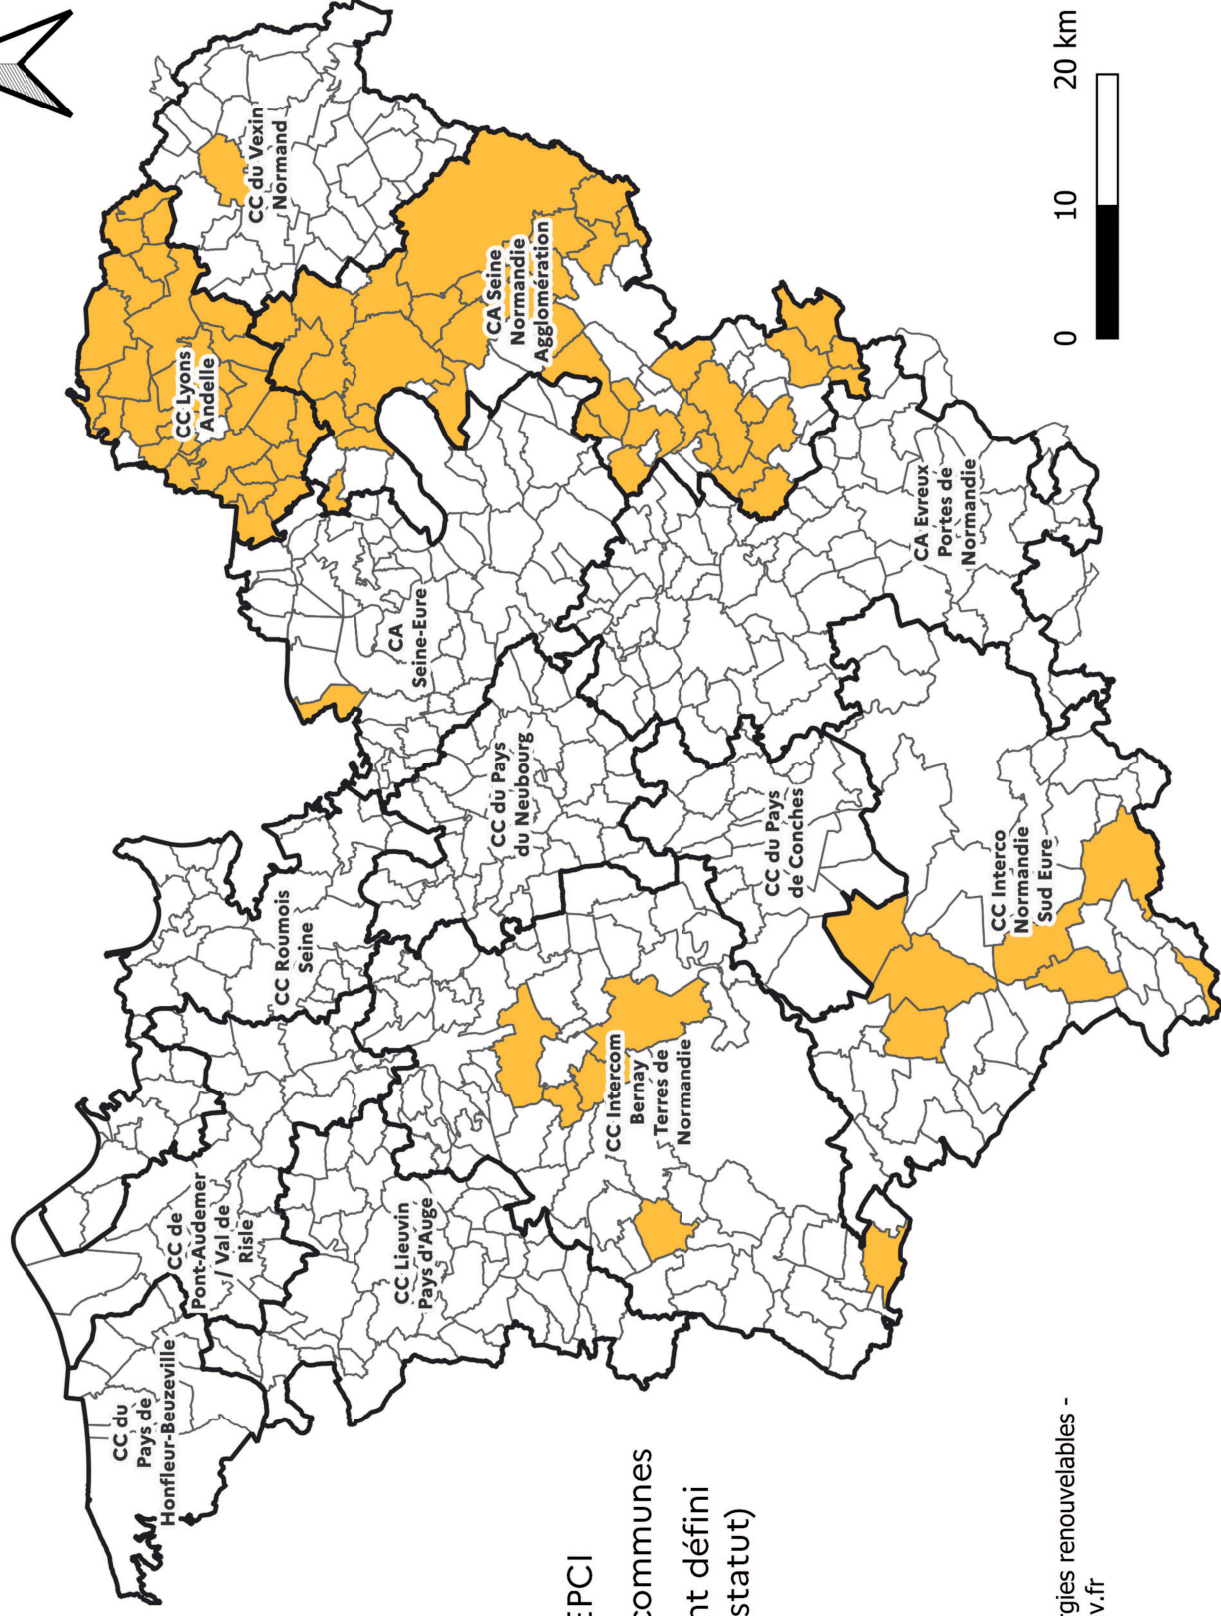 CC du
Pays de
Honfleur-Beuzeville
CC de
Pont-Audemer
/ Val de
Risle
CC Roumois
Seine
CC Lieuvin
Pays d'Auge
CC Lyons
Andelle
CC du Vexin
Normand
CA
Seine-Eure
CA Seine
Normandie
Agglomération
CC du Pays
du Neubourg
CC Intercom
Bernay
Terres de
Normandie
CC du Pays
de Conches
CA Evreux
Portes de
Normandie
CC Interco
Normandie
Sud Eure
communes
nt défini
statut)
renouvelables -
0 10 20 km